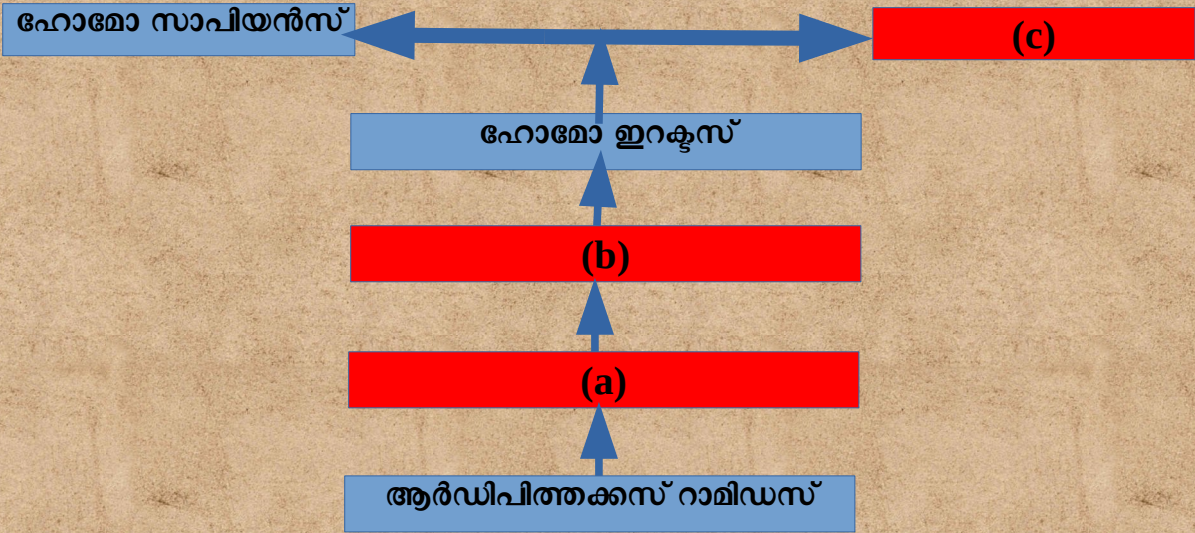 ഹോമോ സാപിയൻസ്
(c)
ഹോമോ ഇറക്ടസ്
(b)
(a)
ആർഡിപിത്തക്കസ് റാമിഡസ്